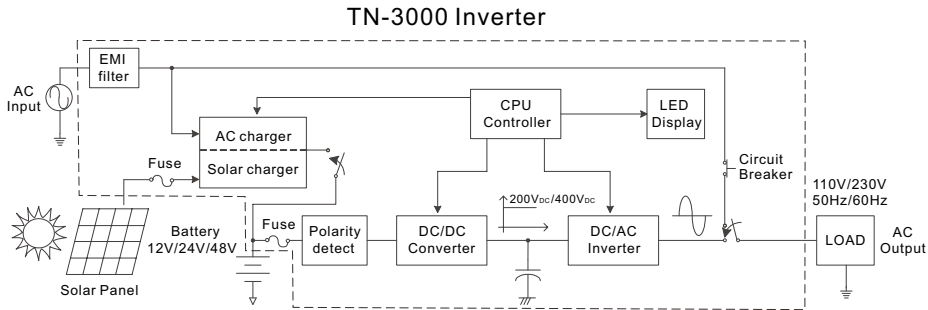 TN-3000 Inverter
EMI
filter
AC
Input
CPU
Controller
LED
Display
AC charger
Solar charger
Fuse
Circuit
Breaker
110V/230V
50Hz/60Hz
200VDC/400VDC
Battery
12V/24V/48V
Fuse
Polarity
detect
DC/DC
Converter
DC/AC
Inverter
LOAD
AC
Output
Solar Panel